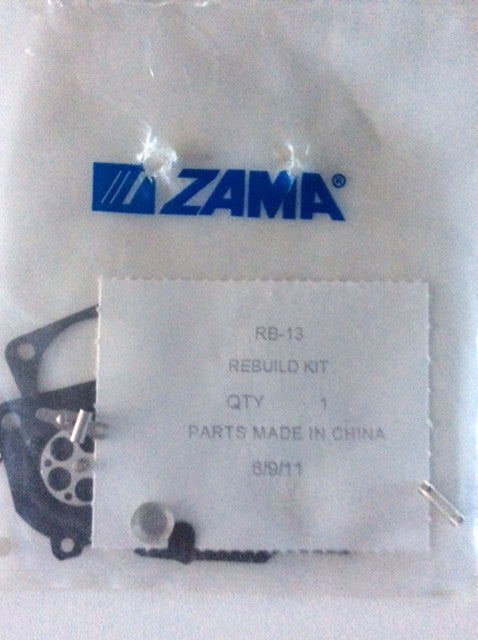 ZAMA®
RB-13
REBUILD KIT
QTY 1
PARTS MADE IN CHINA
6/9/11